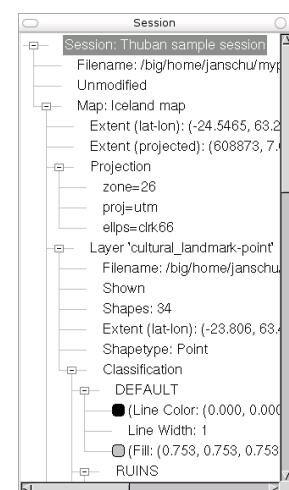 Session
Session: Thuban sample session
Filename: /big/home/janschu/myp
Unmodified
Map: Iceland map
Extent (lat-lon): (-24.5465, 63.2
Extent (projected): (608873, 7.
Projection
zone=26
proj=utm
ellps=clrk66
Layer 'cultural_landmark-point'
Filename: /big/home/janschu
Shown
Shapes: 34
Extent (lat-lon): (-23.806, 63.4
Shapetype: Point
Classification
DEFAULT
(Line Color: (0.000, 0.000
Line Width: 1
(Fill: (0.753, 0.753, 0.753
RUINS